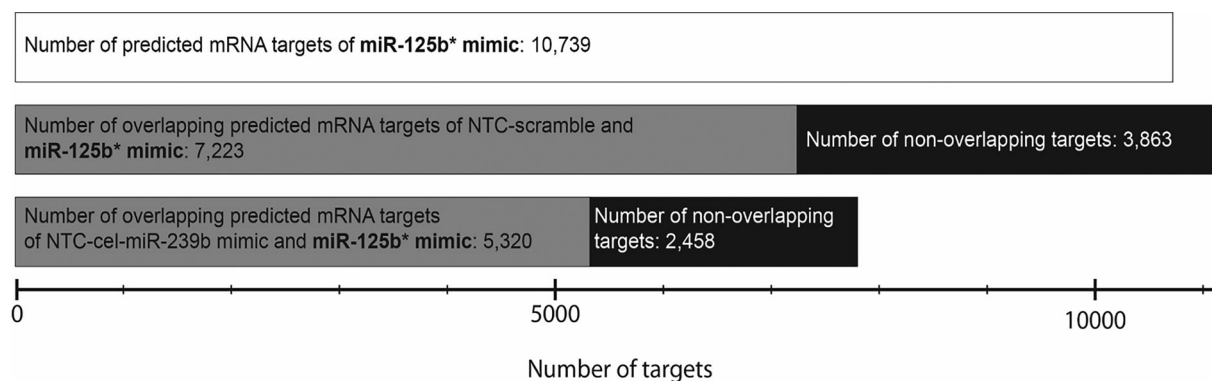 Number of predicted mRNA targets of miR-125b* mimic: 10,739
Number of overlapping predicted mRNA targets of NTC-scramble and
miR-125b* mimic: 7,223
Number of non-overlapping targets: 3,863
Number of overlapping predicted mRNA targets
of NTC-cel-miR-239b mimic and miR-125b* mimic: 5,320
Number of non-overlapping
targets: 2,458
0
5000
10000
Number of targets